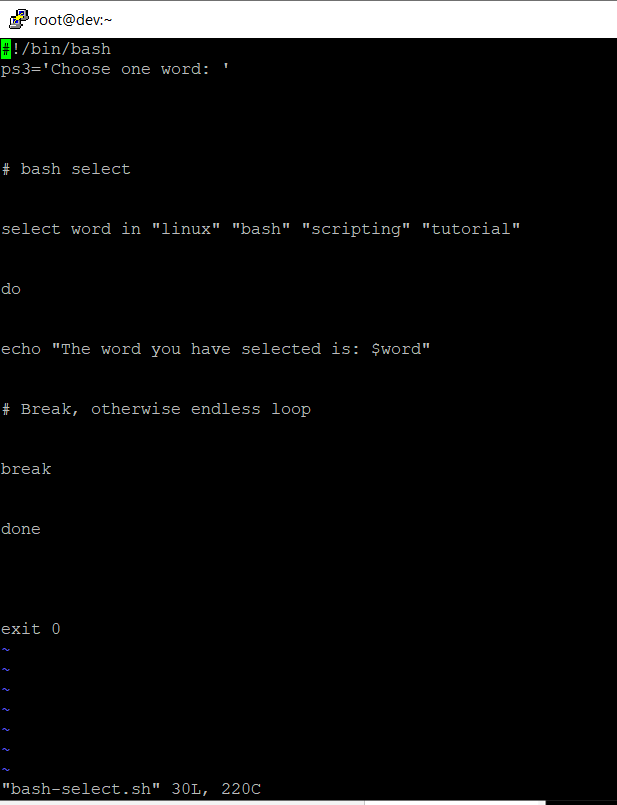 root@dev:~
#!/bin/bash
ps3='Choose one word: '
# bash select
select word in "linux" "bash" "scripting" "tutorial"
do
echo "The word you have selected is: $word"
# Break, otherwise endless loop
break
done
exit 0
~
~
~
~
~
~
~
"bash-select.sh" 30L, 220C